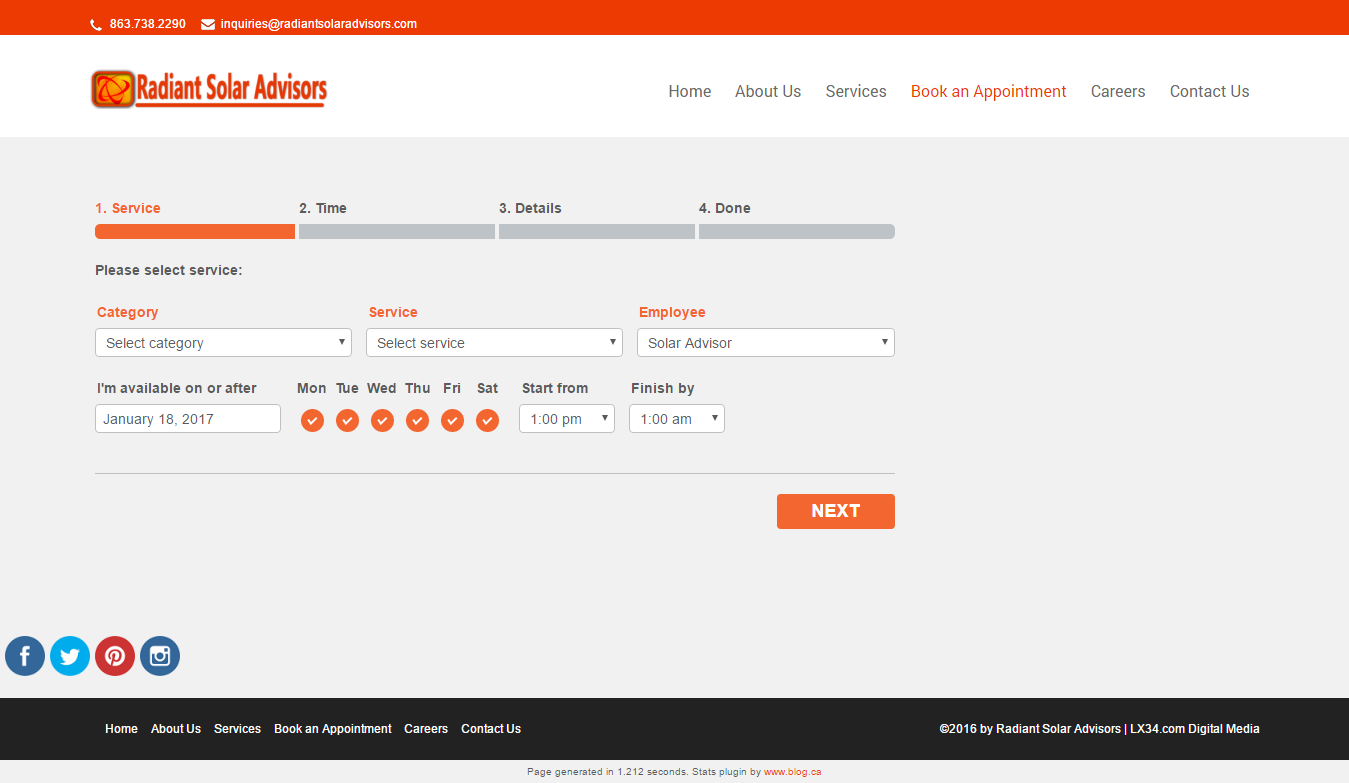 863.738.2290 inquiries@radiantsolaradvisors.com
Radiant Solar Advisors
Home About Us Services Book an Appointment Careers Contact Us
1. Service 2. Time 3. Details 4. Done
Please select service:
Category Service Employee
Select category Select service Solar Advisor
I'm available on or after Mon Tue Wed Thu Fri Sat Start from Finish by
January 18, 2017 1:00 pm 1:00 am
NEXT
Home About Us Services Book an Appointment Careers Contact Us ©2016 by Radiant Solar Advisors | LX34.com Digital Media
Page generated in 1.212 seconds. Stats plugin by www.blog.ca